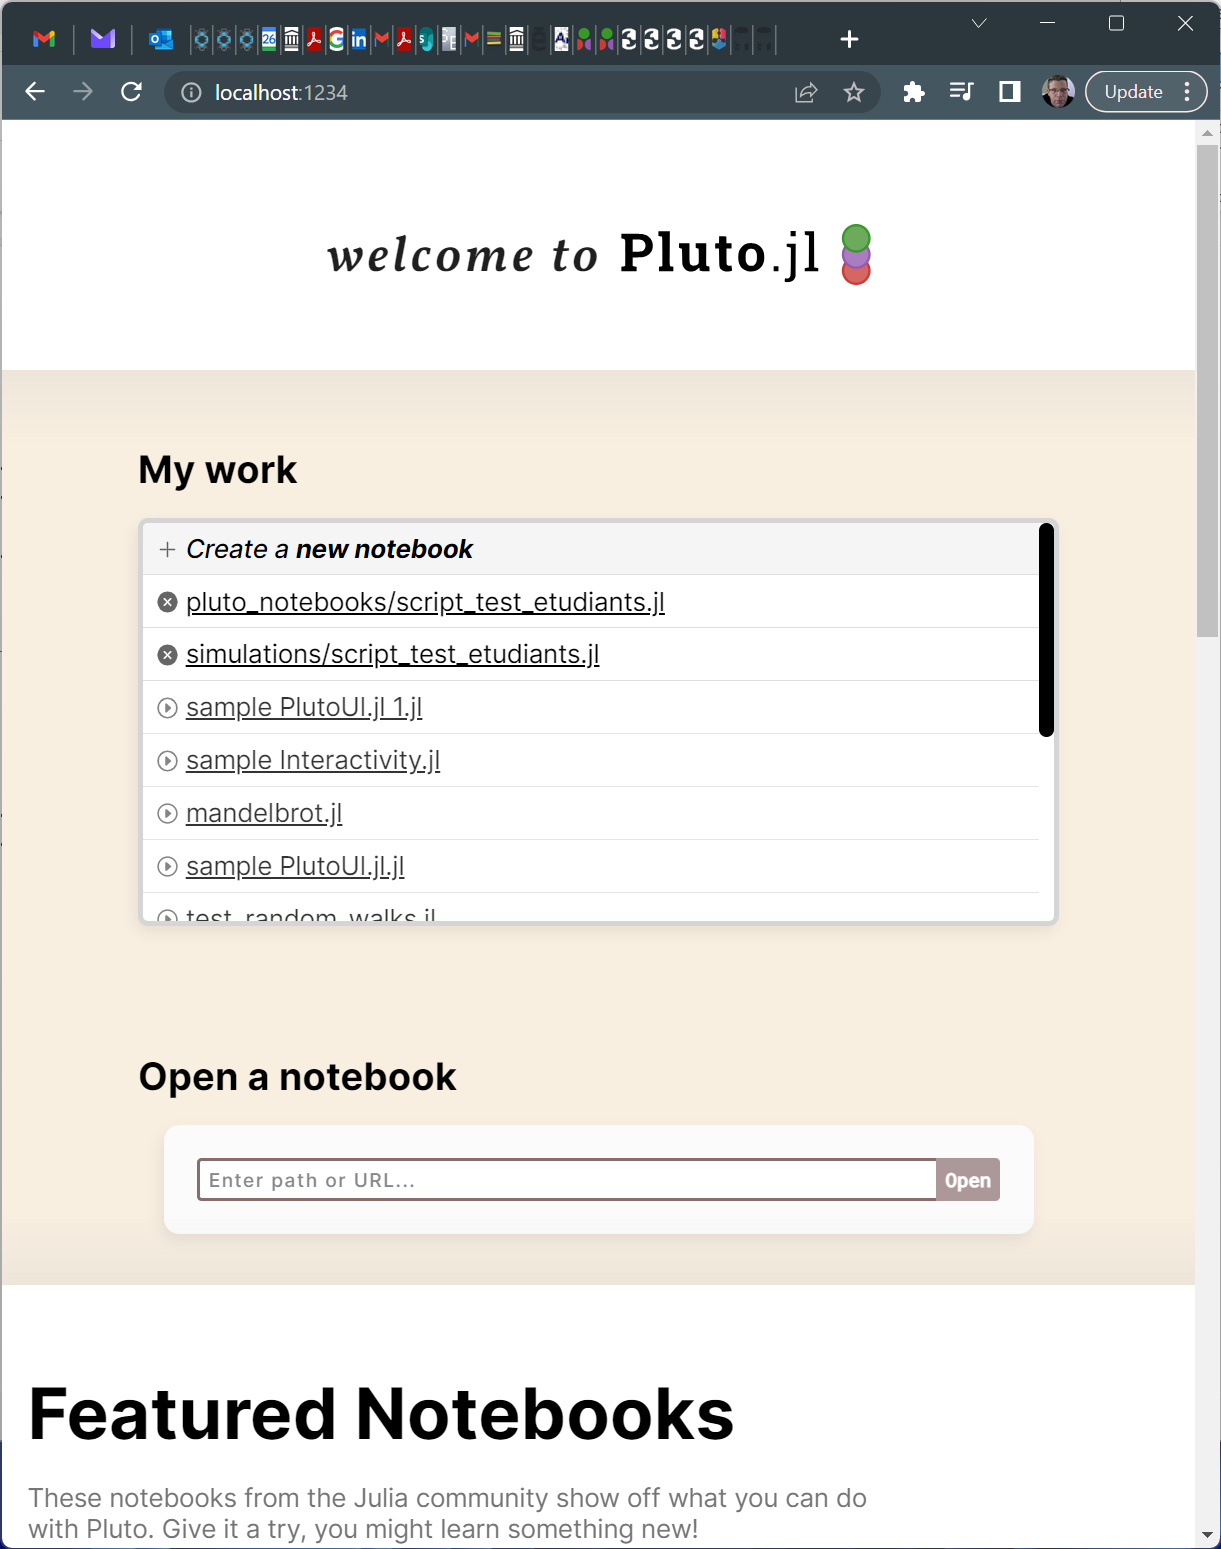 26
localhost:1234
Update
welcome to Pluto.jl
My work
Create a new notebook
pluto_notebooks/script_test_etudiants.jl
simulations/script_test_etudiants.jl
sample PlutoUI.jl 1.jl
sample Interactivity.jl
mandelbrot.jl
sample PlutoUI.jl.jl
test_random_walks.jl
Open a notebook
Enter path or URL...
Open
Featured Notebooks
These notebooks from the Julia community show off what you can do
with Pluto. Give it a try, you might learn something new!